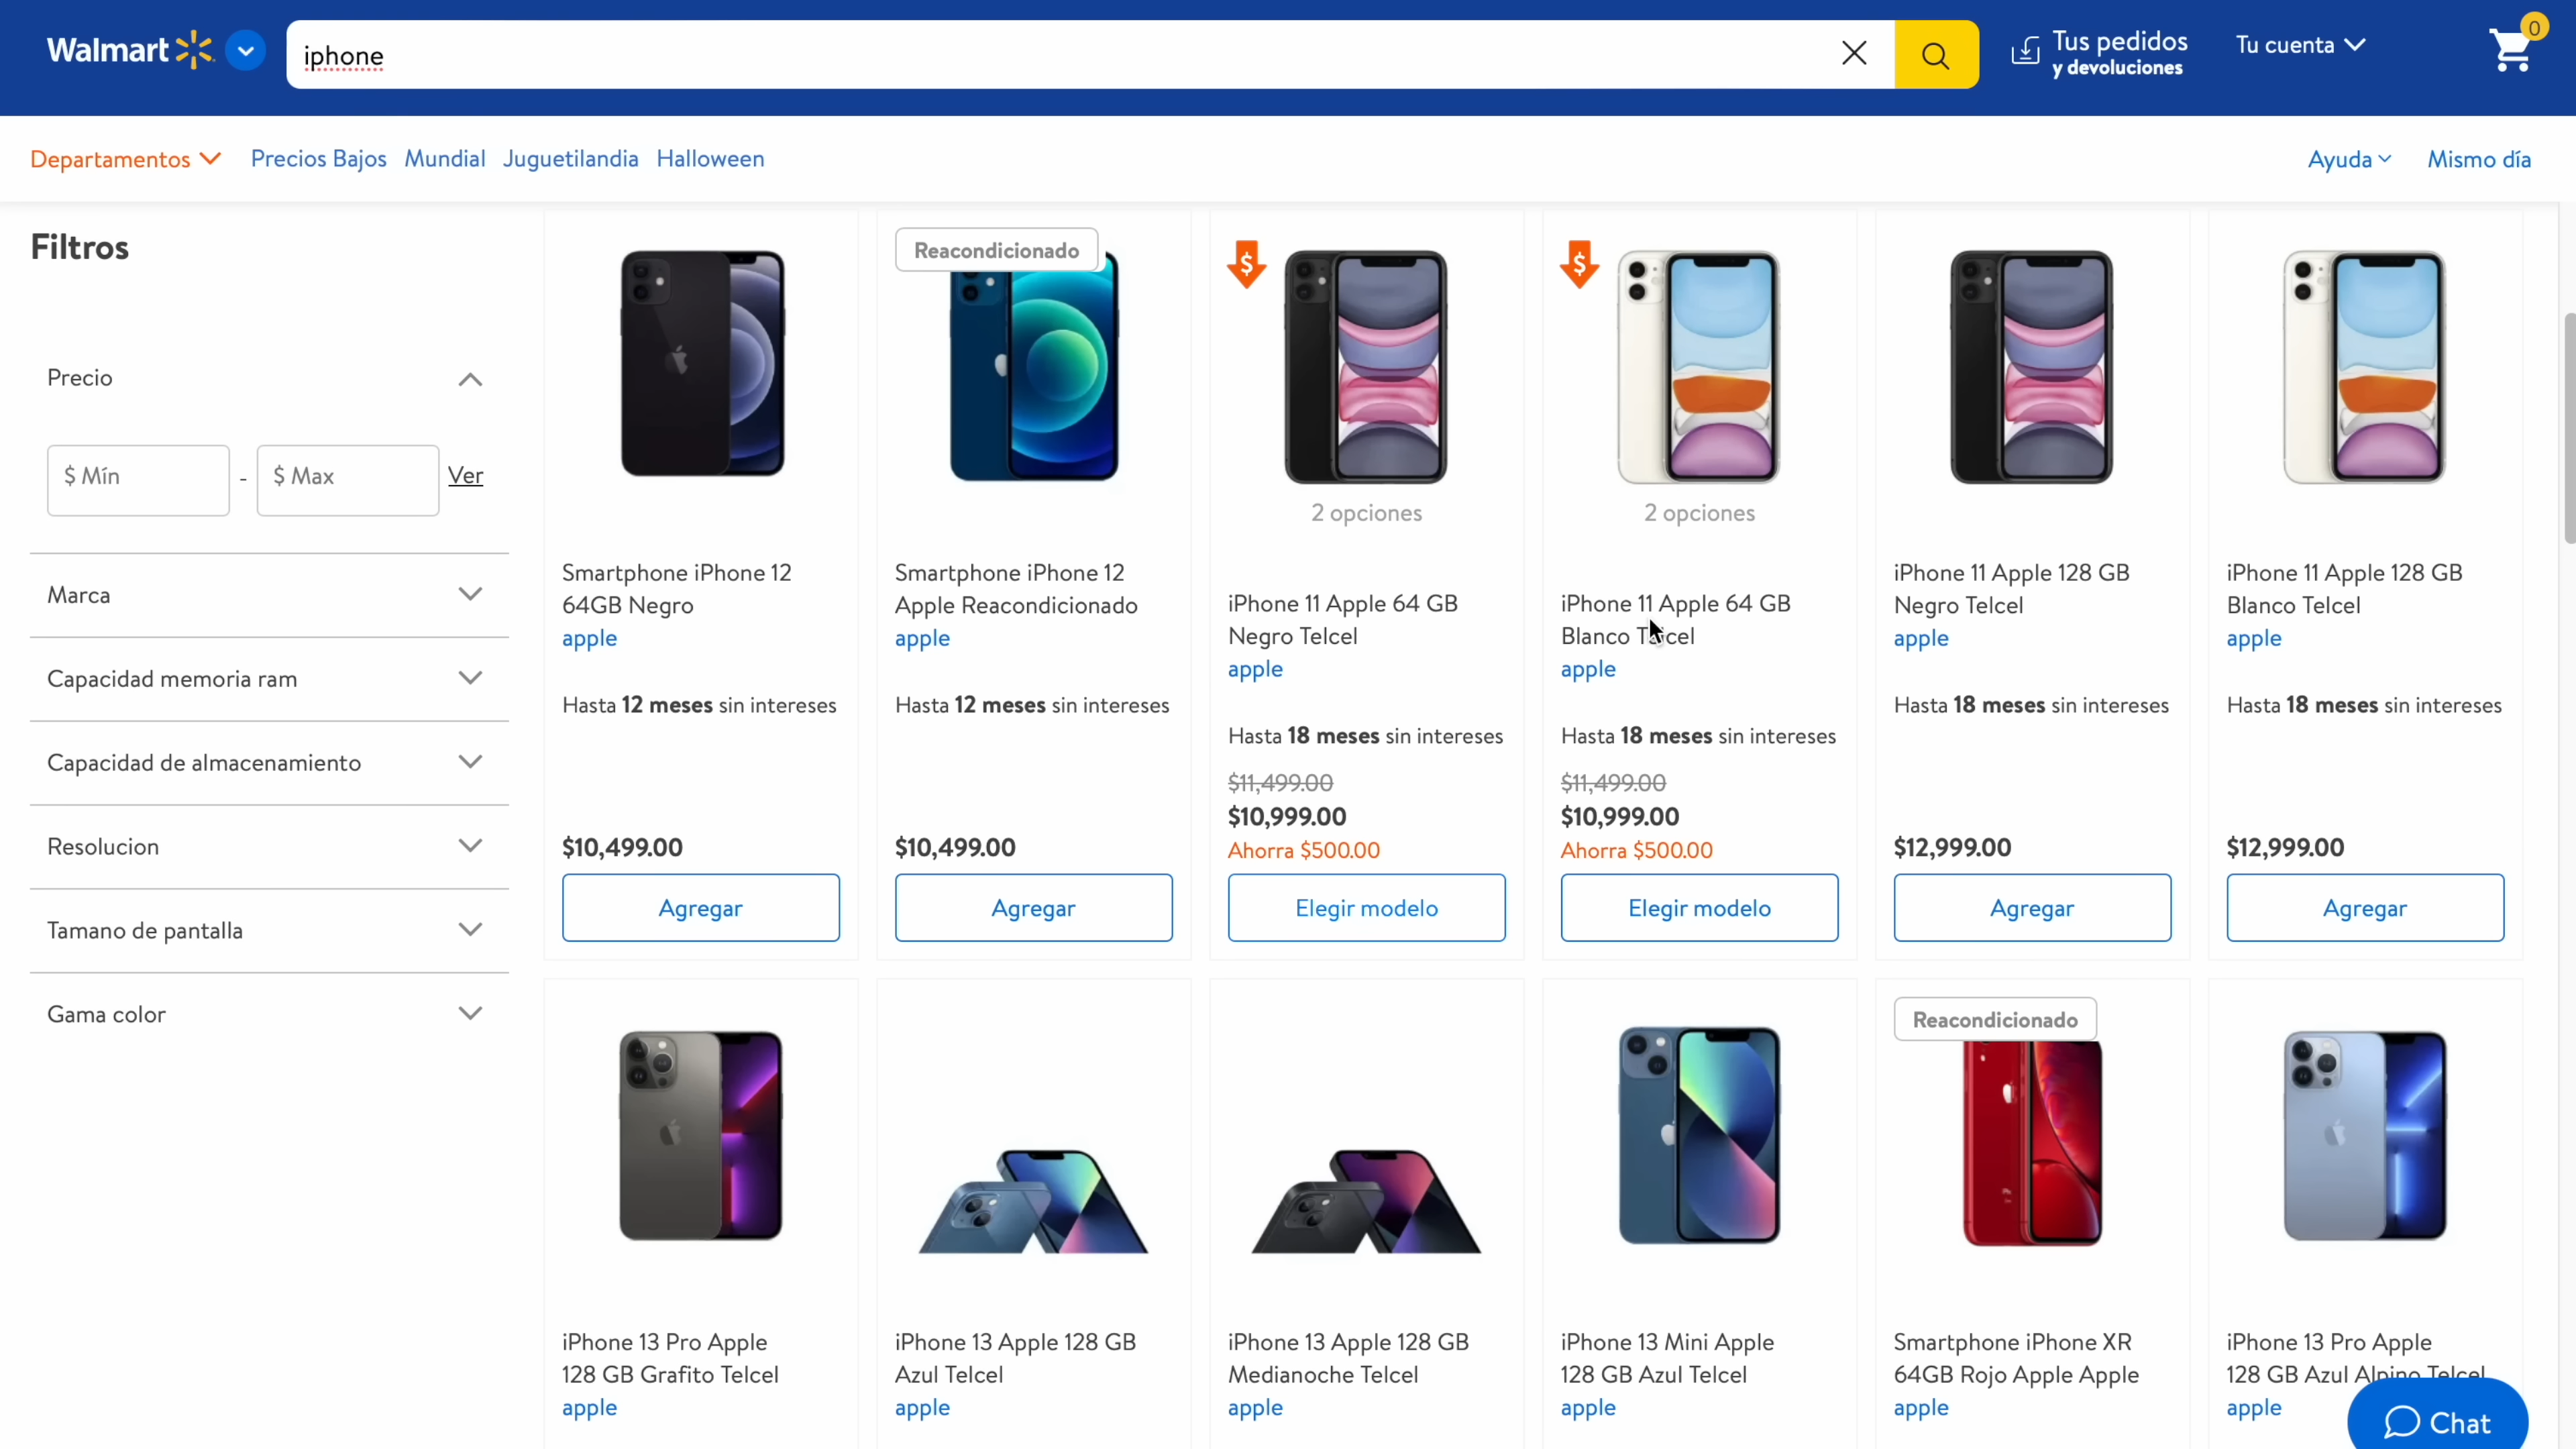 Walmart
iphone
Tus pedidos
y devoluciones
Tu cuenta
0
Departamentos
Precios Bajos
Mundial
Juguetilandia
Halloween
Ayuda
Mismo día
Filtros
Precio
$ Mín
-
$ Max
Ver
Marca
Capacidad memoria ram
Capacidad de almacenamiento
Resolucion
Tamano de pantalla
Gama color
Smartphone iPhone 12
64GB Negro
apple
Hasta 12 meses sin intereses
$10,499.00
Agregar
Reacondicionado
Smartphone iPhone 12
Apple Reacondicionado
apple
Hasta 12 meses sin intereses
$10,499.00
Agregar
$
2 opciones
iPhone 11 Apple 64 GB
Negro Telcel
apple
Hasta 18 meses sin intereses
$11,499.00
$10,999.00
Ahorra $500.00
Elegir modelo
$
2 opciones
iPhone 11 Apple 64 GB
Blanco Telcel
apple
Hasta 18 meses sin intereses
$11,499.00
$10,999.00
Ahorra $500.00
Elegir modelo
iPhone 11 Apple 128 GB
Negro Telcel
apple
Hasta 18 meses sin intereses
$12,999.00
Agregar
iPhone 11 Apple 128 GB
Blanco Telcel
apple
Hasta 18 meses sin intereses
$12,999.00
Agregar
iPhone 13 Pro Apple
128 GB Grafito Telcel
apple
iPhone 13 Apple 128 GB
Azul Telcel
apple
iPhone 13 Apple 128 GB
Medianoche Telcel
apple
iPhone 13 Mini Apple
128 GB Azul Telcel
apple
Reacondicionado
Smartphone iPhone XR
64GB Rojo Apple Apple
apple
iPhone 13 Pro Apple
128 GB Azul Alpino Telcel
apple
Chat